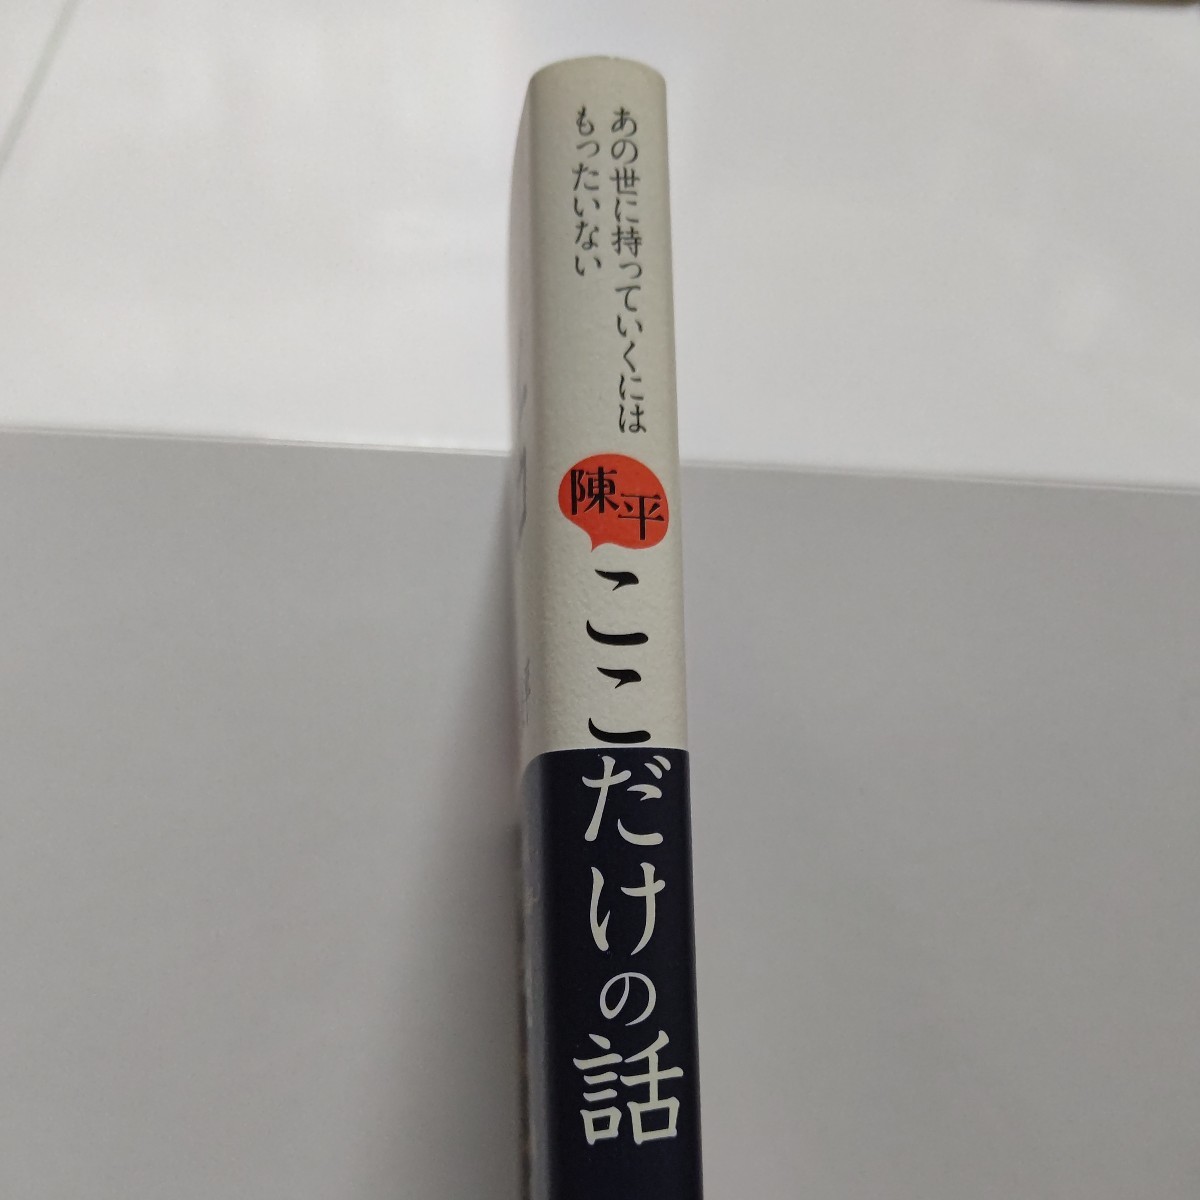 あの世に持っていくには
もったいない
陳平
ここだけの話